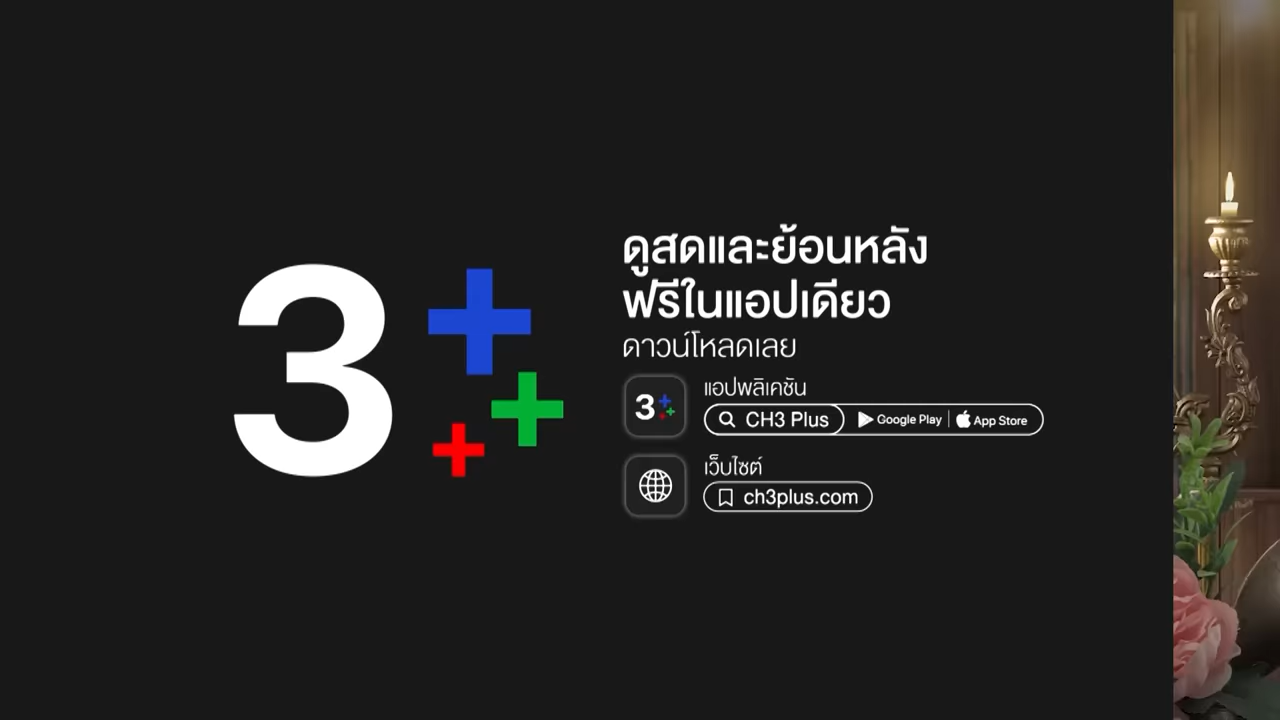 3
ดูสดและย้อนหลัง
ฟรีในแอปเดียว
ดาวน์โหลดเลย
3
แอปพลิเคชัน
CH3 Plus Google Play App Store
เว็บไซต์
ch3plus.com